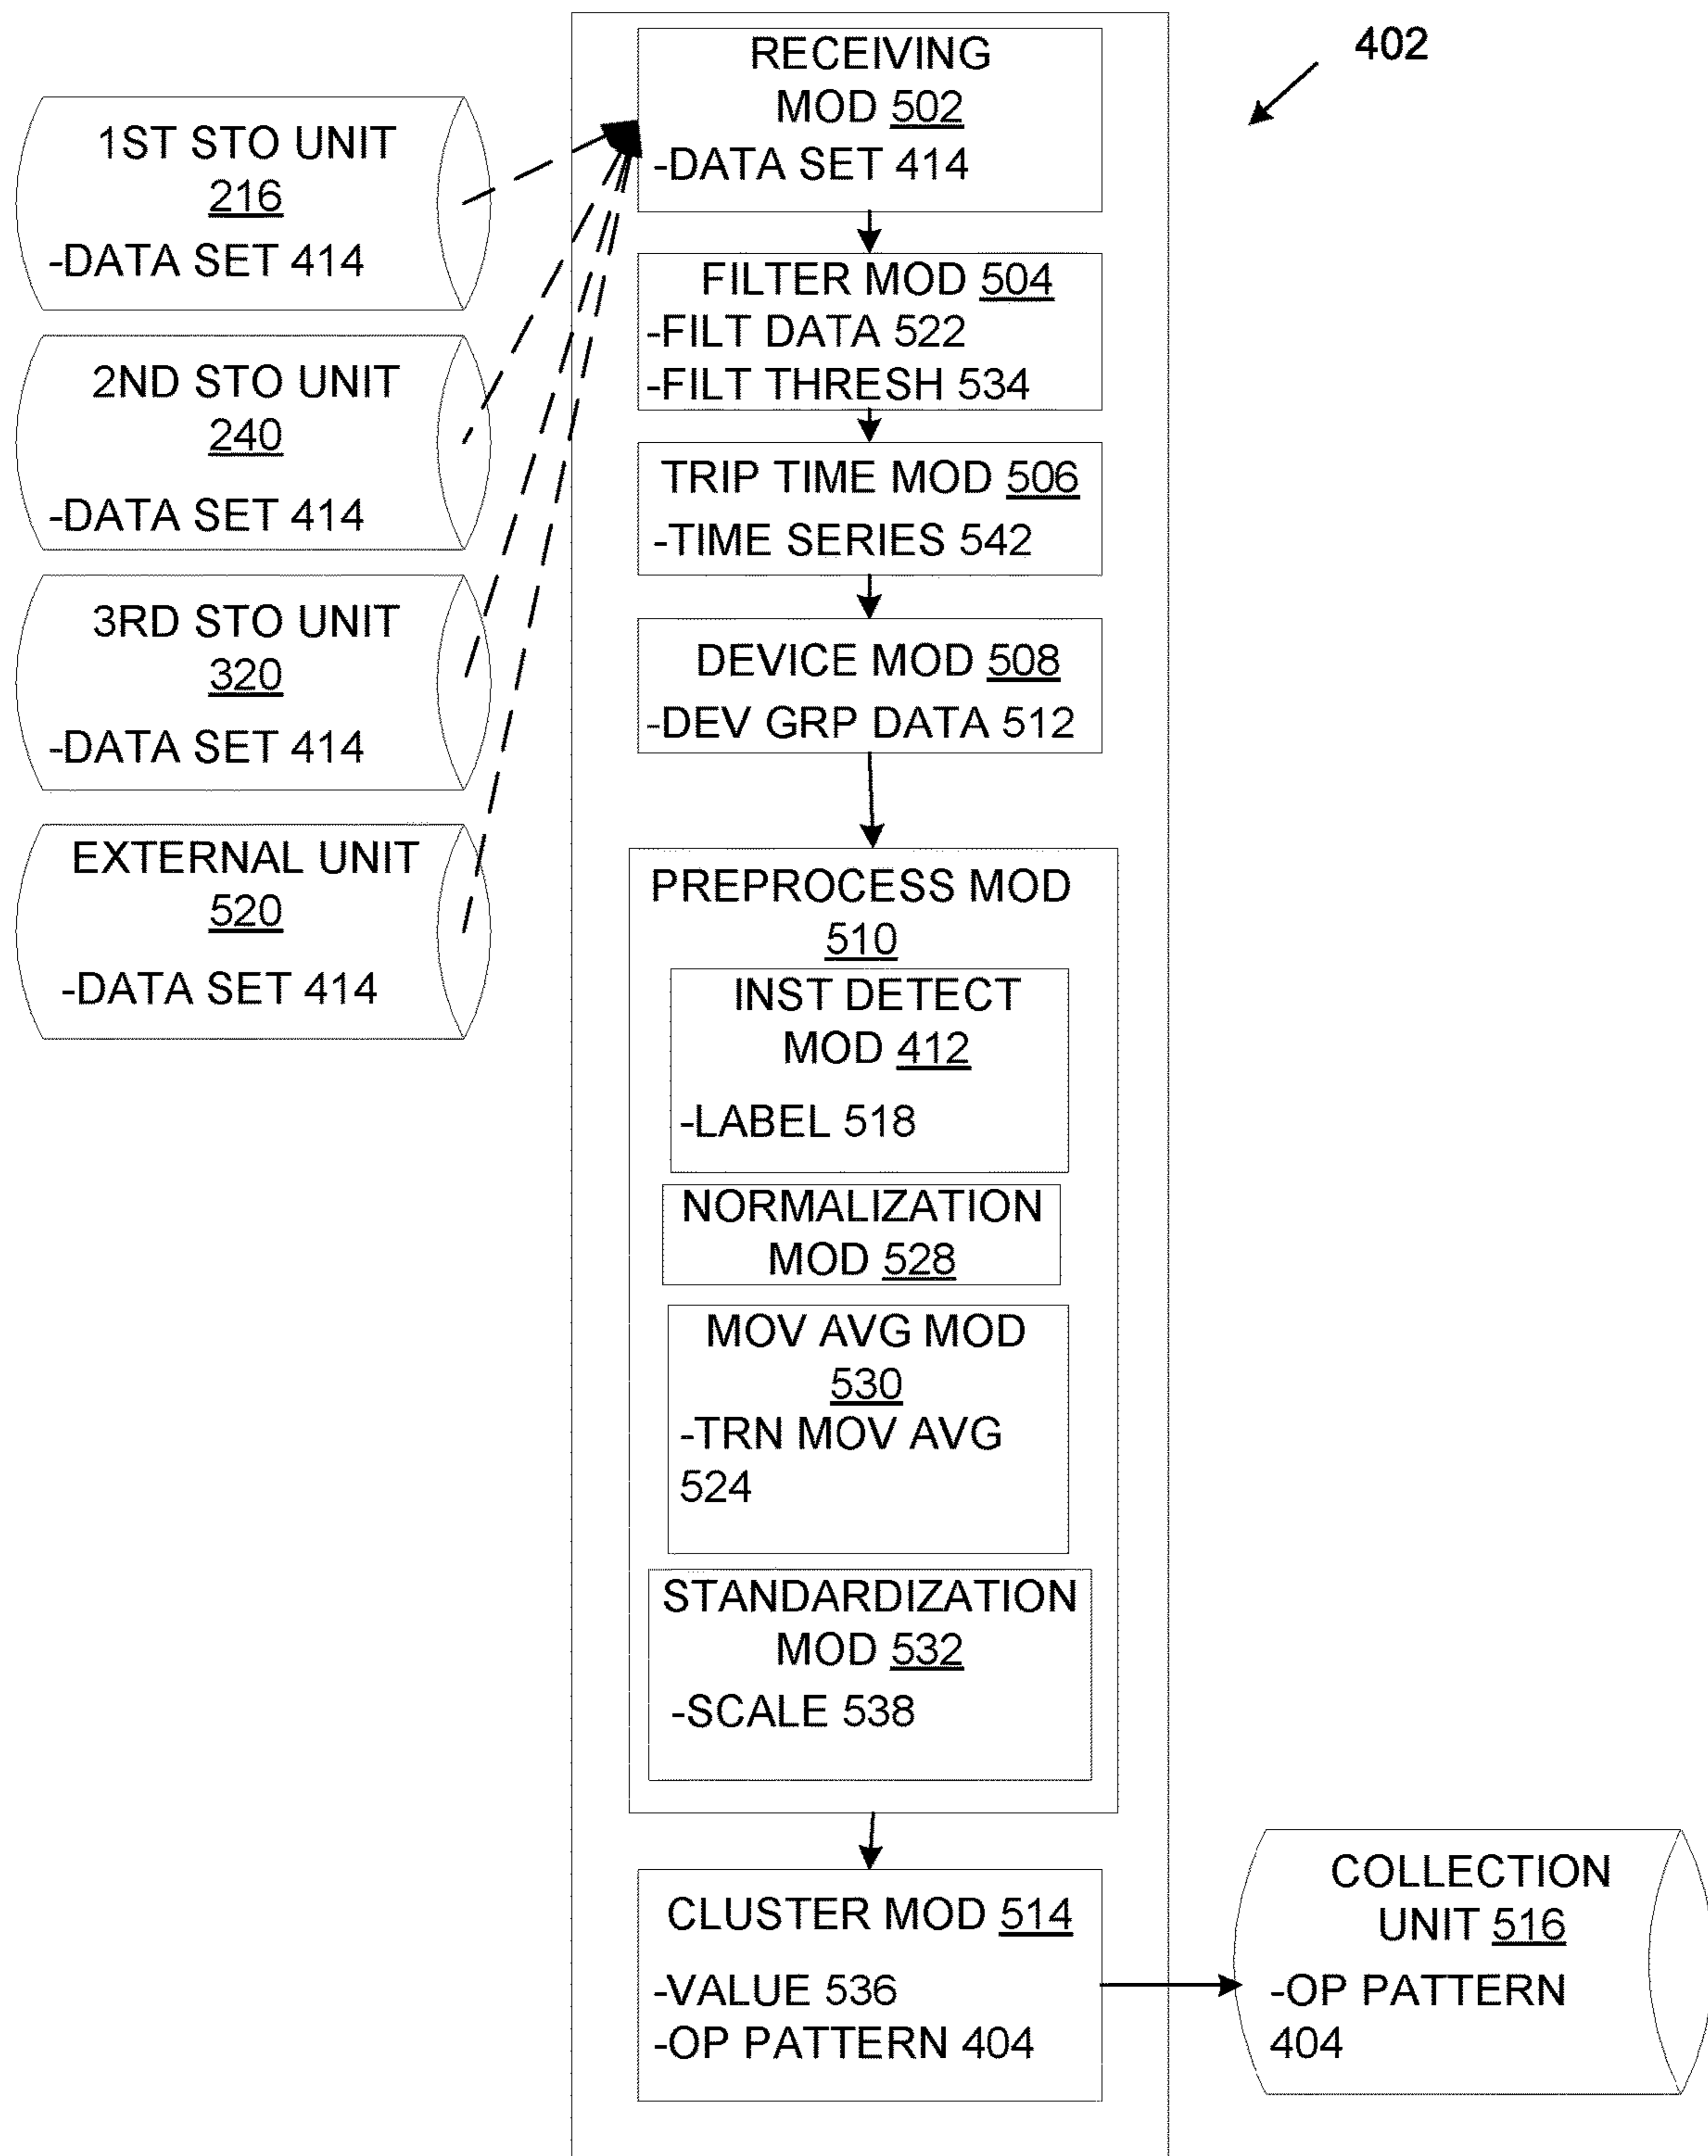 402
RECEIVING
MOD 502
-DATA SET 414
1ST STO UNIT
216
-DATA SET 414
2ND STO UNIT
240
-DATA SET 414
3RD STO UNIT
320
-DATA SET 414
EXTERNAL UNIT
520
-DATA SET 414
FILTER MOD 504
-FILT DATA 522
-FILT THRESH 534
TRIP TIME MOD 506
-TIME SERIES 542
DEVICE MOD 508
-DEV GRP DATA 512
PREPROCESS MOD
510
INST DETECT
MOD 412
-LABEL 518
NORMALIZATION
MOD 528
MOV AVG MOD
530
-TRN MOV AVG
524
STANDARDIZATION
MOD 532
-SCALE 538
CLUSTER MOD 514
-VALUE 536
-OP PATTERN 404
COLLECTION
UNIT 516
-OP PATTERN
404